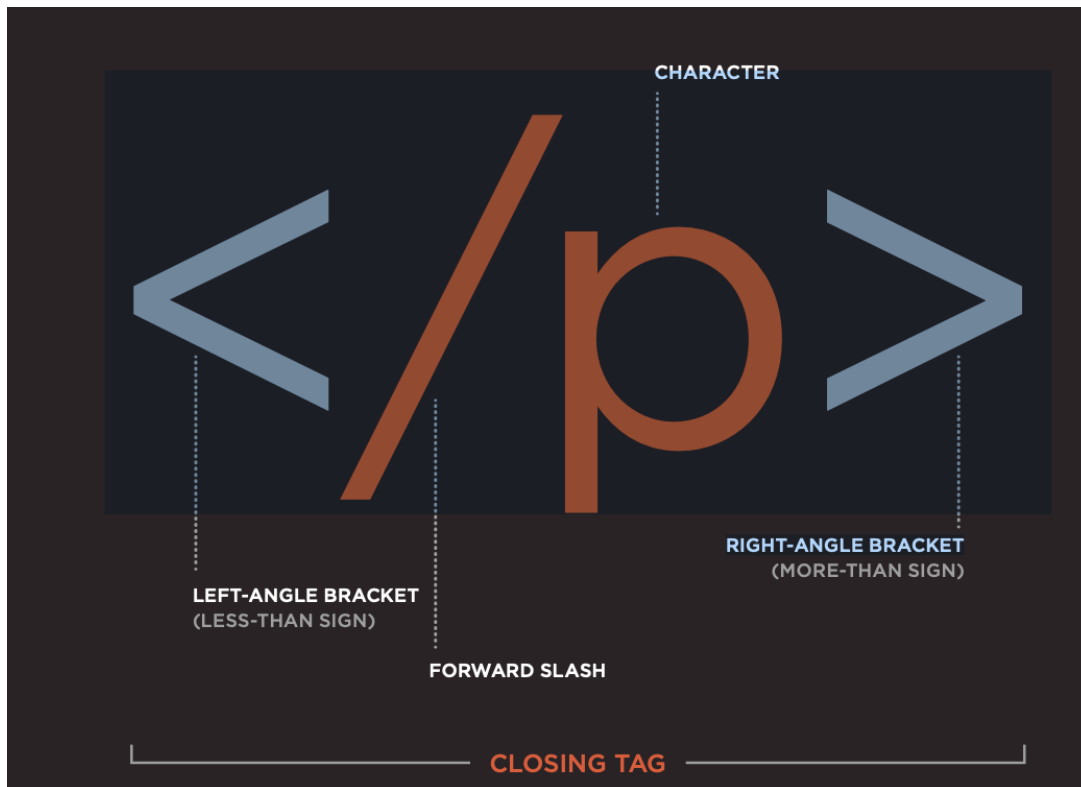 CHARACTER
</p>
RIGHT-ANGLE BRACKET
(MORE-THAN SIGN)
LEFT-ANGLE BRACKET
(LESS-THAN SIGN)
FORWARD SLASH
CLOSING TAG